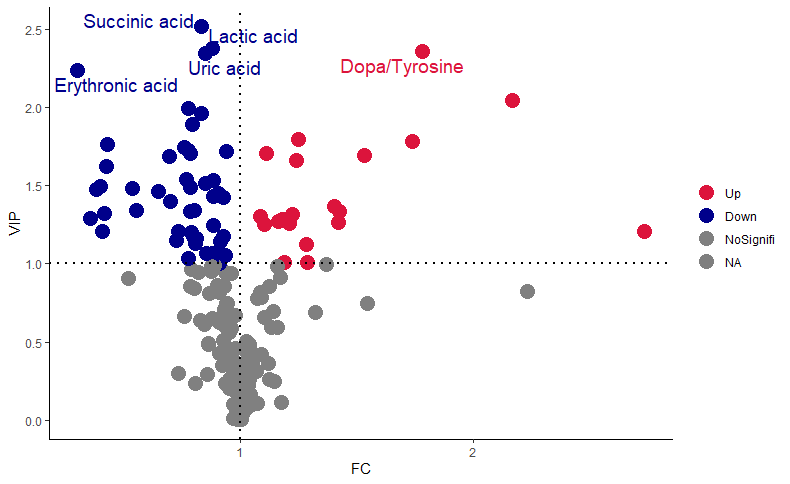 Succinic acid
Lactic acid
Uric acid
Erythronic acid
Dopa/Tyrosine
VIP
2.5
2.0
1.5
1.0
0.5
0.0
1
2
FC
Up
Down
NoSignifi
NA